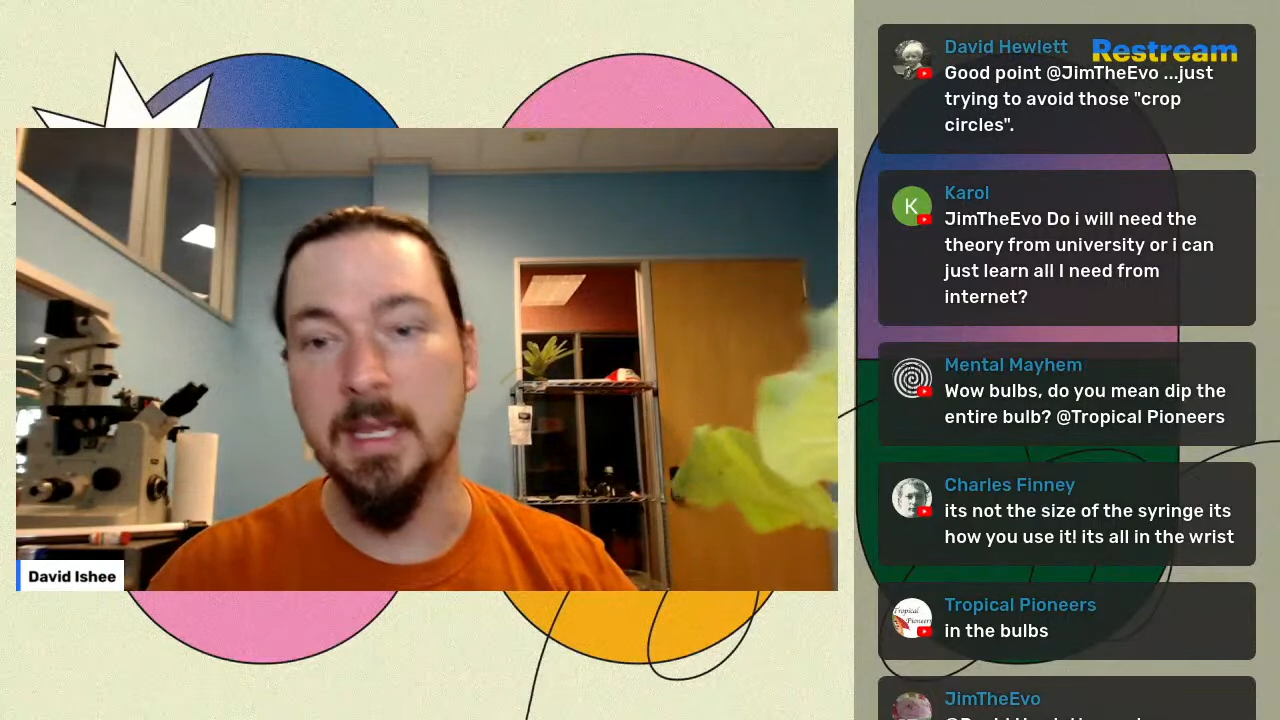 David Hewlett
Restream
Good point @JimTheEvo ...just
trying to avoid those "crop
circles".
K
Karol
JimTheEvo Do i will need the
theory from university or i can
just learn all I need from
internet?
Mental Mayhem
Wow bulbs, do you mean dip the
entire bulb? @Tropical Pioneers
Charles Finney
its not the size of the syringe its
how you use it! its all in the wrist
Tropical Pioneers
Tropical
Pioneers
in the bulbs
JimTheEvo
David Ishee